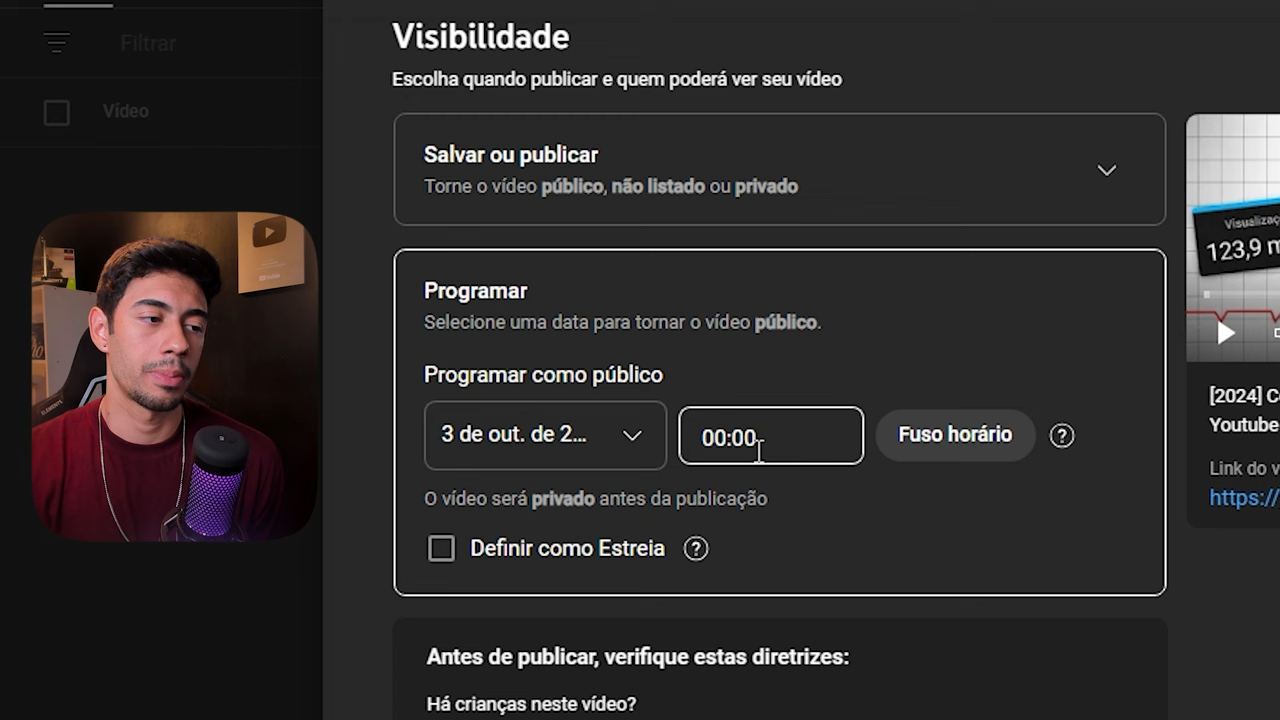 Filtrar
Vídeo
Visibilidade
Escolha quando publicar e quem poderá ver seu vídeo
Salvar ou publicar
Torne o vídeo público, não listado ou privado
Programar
Selecione uma data para tornar o vídeo público.
Programar como público
3 de out. de 2...
00:00
Fuso horário
O vídeo será privado antes da publicação
Definir como Estreia
Antes de publicar, verifique estas diretrizes:
Há crianças neste vídeo?
Visualizaç
123,9 m
[2024] C
Youtube
Link do v
https://